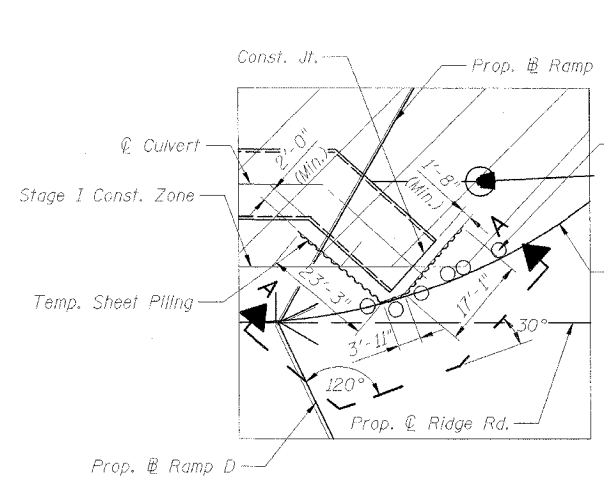 Const. Jt.
Prop. ℄ Ramp
℄ Culvert
2'-0"
(Min.)
1'-8"
(Min.)
Stage I Const. Zone
A
A
23'-3"
Temp. Sheet Piling
17'-1"
3'-11"
30°
120°
Prop. ℄ Ridge Rd.
Prop. ℄ Ramp D